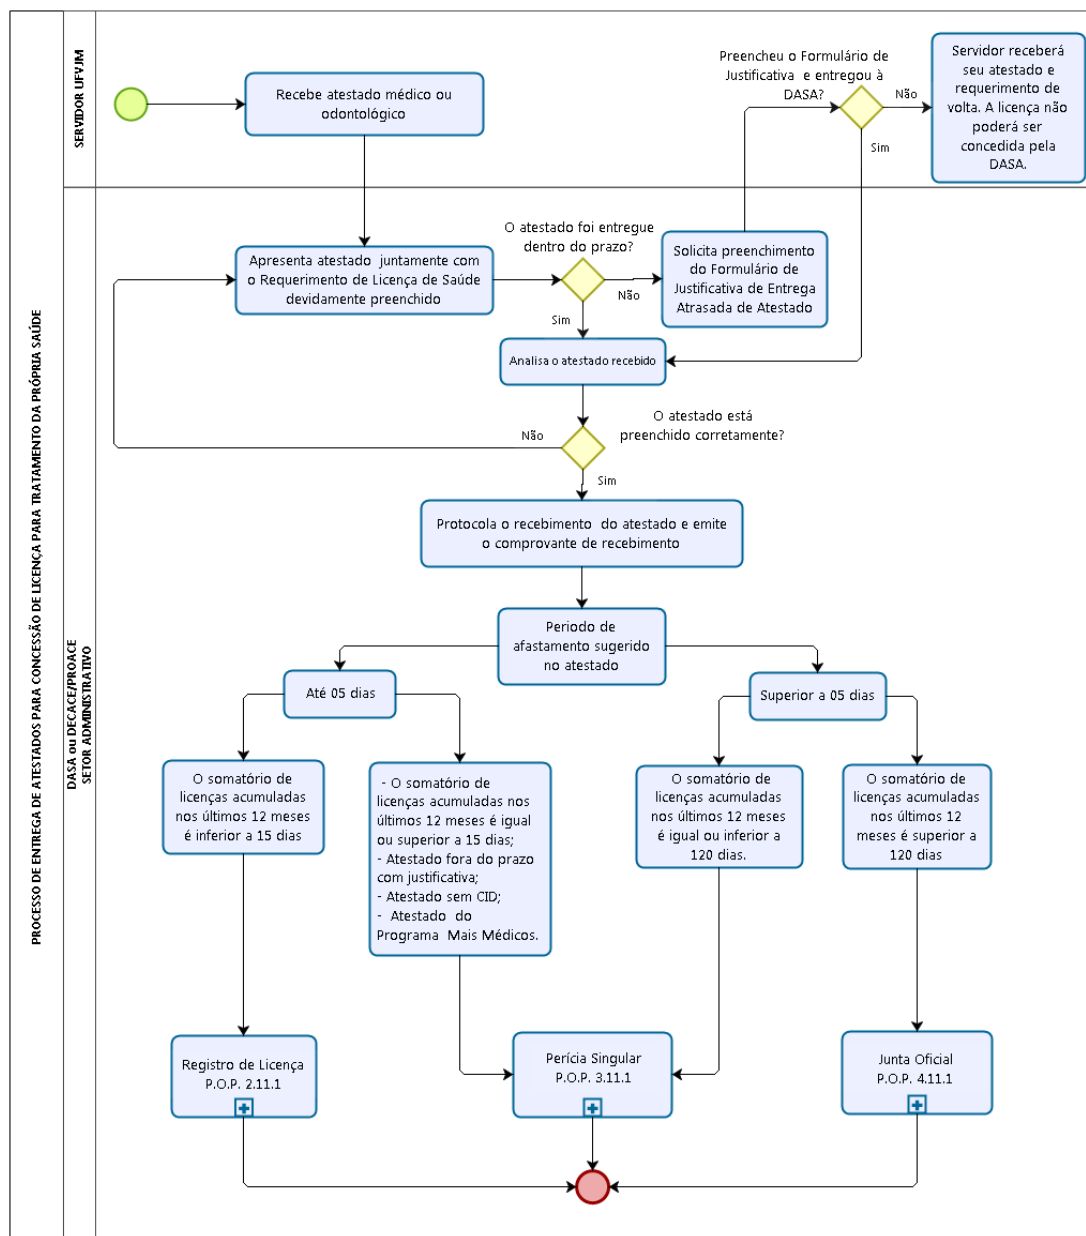 PROCESSO DE ENTREGA DE ATESTADOS PARA CONCESSÃO DE LICENÇA PARA TRATAMENTO DA PRÓPRIA SAÚDE
SERVIDOR UFVJM
Recebe atestado médico ou
odontológico
Preencheu o Formulário de
Justificativa e entregou à
DASA?
Não
Sim
Servidor receberá
seu atestado e
requerimento de
volta. A licença não
poderá ser
concedida pela
DASA.
DASA ou DECACE/PROACE
SETOR ADMINISTRATIVO
Apresenta atestado juntamente com
o Requerimento de Licença de Saúde
devidamente preenchido
O atestado foi entregue
dentro do prazo?
Não
Sim
Solicita preenchimento
do Formulário de
Justificativa de Entrega
Atrasada de Atestado
Analisa o atestado recebido
O atestado está
preenchido corretamente?
Não
Sim
Protocola o recebimento do atestado e emite
o comprovante de recebimento
Periodo de
afastamento sugerido
no atestado
Até 05 dias
Superior a 05 dias
O somatório de
licenças acumuladas
nos últimos 12 meses
é inferior a 15 dias
- O somatório de
licenças acumuladas nos
últimos 12 meses é igual
ou superior a 15 dias;
- Atestado fora do prazo
com justificativa;
- Atestado sem CID;
- Atestado do
Programa Mais Médicos.
O somatório de
licenças acumuladas
nos últimos 12 meses
é igual ou inferior a
120 dias.
O somatório de
licenças acumuladas
nos últimos 12
meses é superior a
120 dias
Registro de Licença
P.O.P. 2.11.1
Perícia Singular
P.O.P. 3.11.1
Junta Oficial
P.O.P. 4.11.1